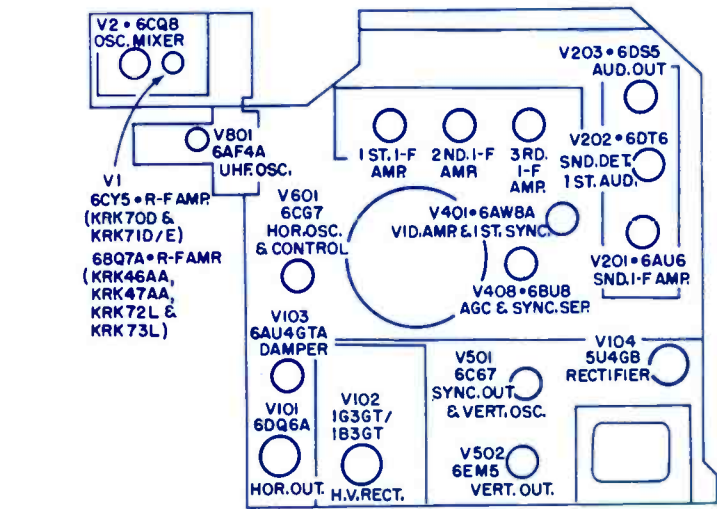 V2 • 6CQ8
OSC. MIXER
V1
6CY5 • R-F AMP.
(KRK70D &
KRK71D/E)
6BQ7A • R-F AMP.
(KRK46AA,
KRK47AA,
KRK72L &
KRK73L)
V801
6AF4A
UHF. OSC.
V601
6CG7
HOR. OSC.
& CONTROL
1ST. I-F
AMP.
2ND. I-F
AMP.
3RD.
I-F
AMP.
V203 • 6DS5
AUD. OUT
V202 • 6DT6
SND. DET.
1ST. AUD.
V201 • 6AU6
SND. I-F AMP.
V401 • 6AW8A
VID. AMP. & 1ST. SYNC.
V408 • 6BU8
AGC & SYNC. SEP.
V103
6AU4GTA
DAMPER
V101
6DQ6A
HOR. OUT.
V102
1G3GT/
1B3GT
H.V. RECT.
V501
6C67
SYNC. OUT
& VERT. OSC.
V502
6EM5
VERT. OUT.
V104
5U4GB
RECTIFIER